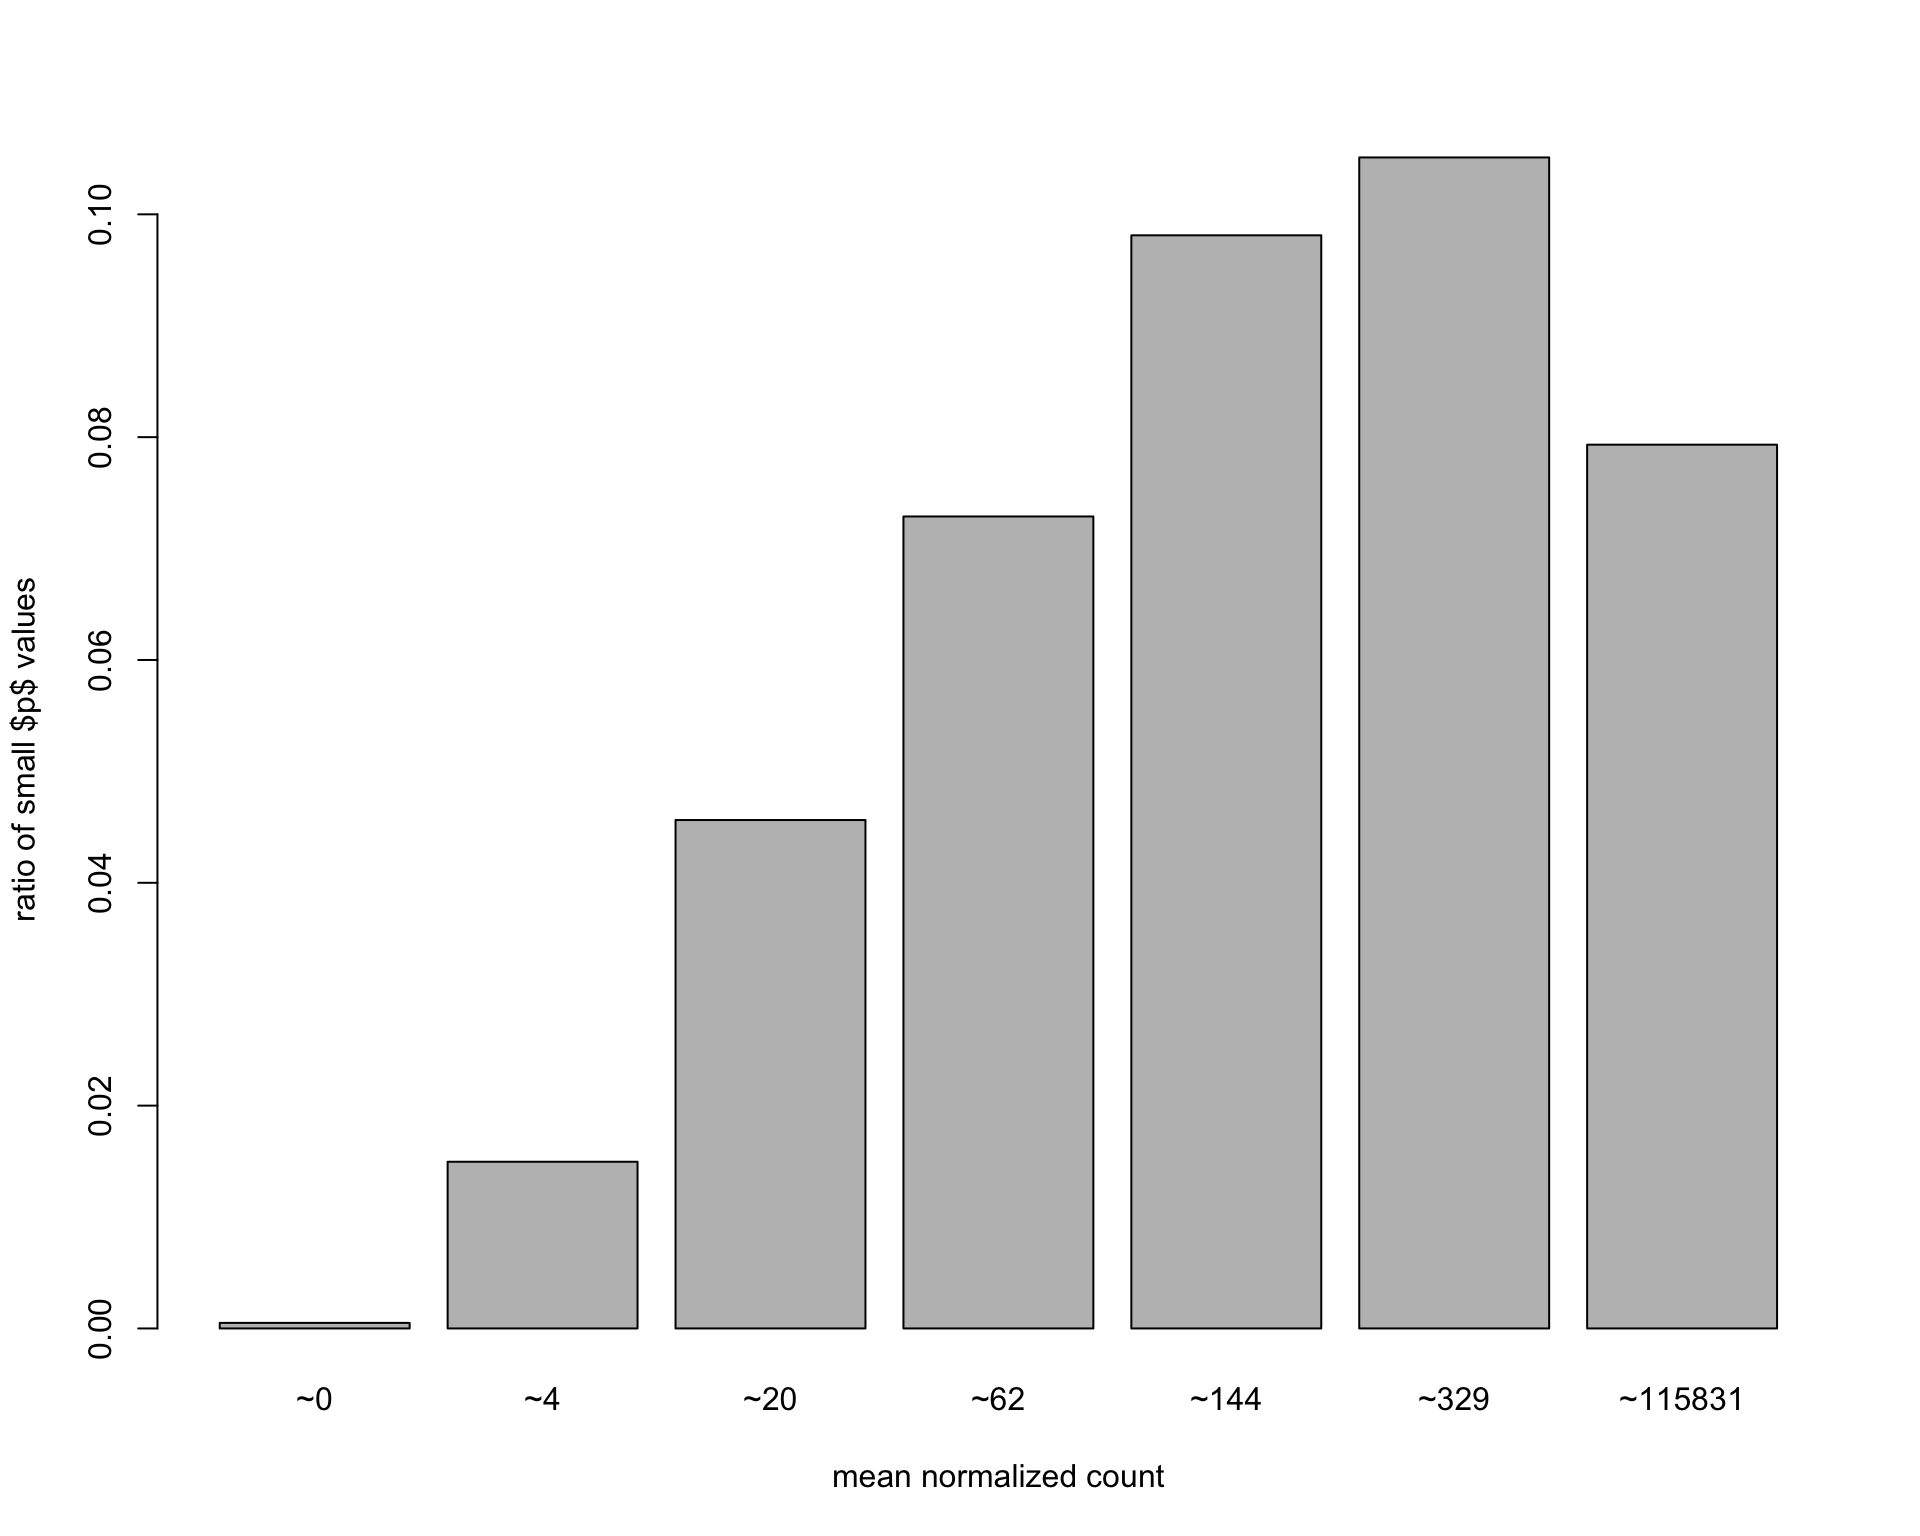 ratio of small $p$ values
0.10
0.08
0.06
0.04
0.02
0.00
~0 ~4 ~20 ~62 ~144 ~329 ~115831
mean normalized count